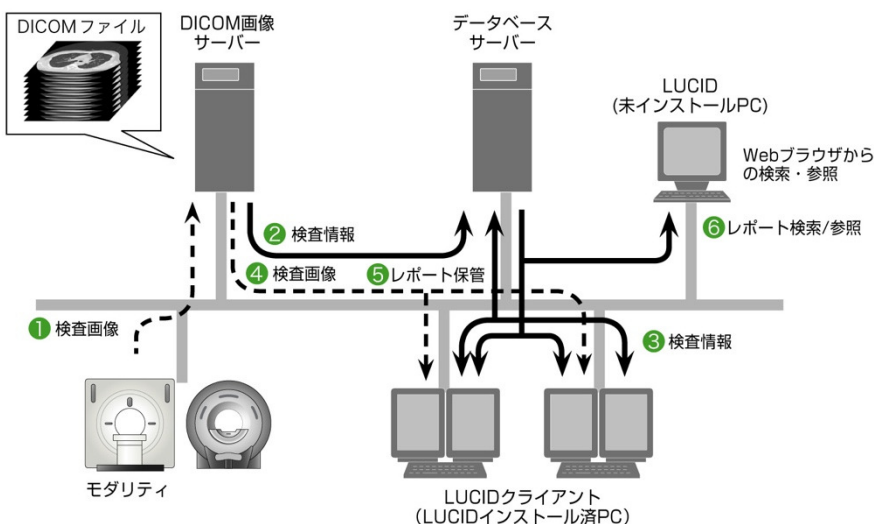 DICOMファイル
DICOM画像
サーバー
データベース
サーバー
LUCID
(未インストールPC)
Webブラウザから
の検索・参照
❷ 検査情報
❻ レポート検索/参照
❹ 検査画像
❺ レポート保管
❶ 検査画像
❸ 検査情報
モダリティ
LUCIDクライアント
(LUCIDインストール済PC)